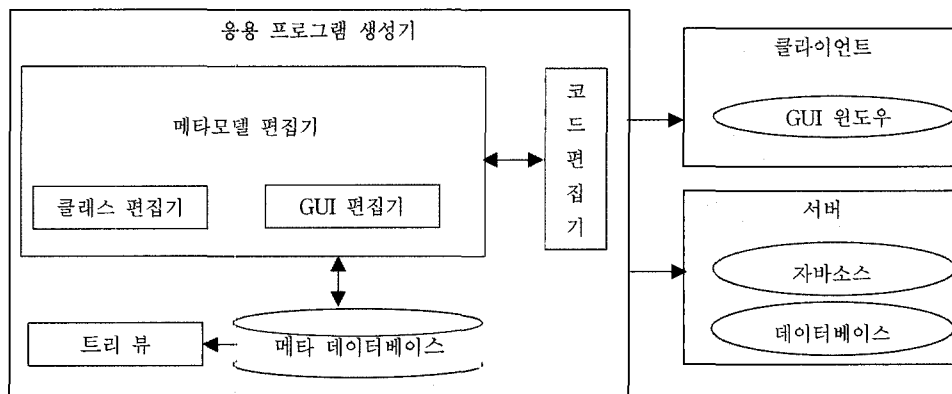 응용 프로그램 생성기
메타모델 편집기
클래스 편집기
GUI 편집기
코드편집기
트리 뷰
메타 데이터베이스
클라이언트
GUI 윈도우
서버
자바소스
데이터베이스